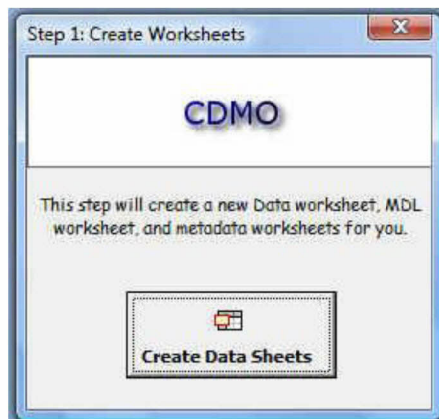 Step 1: Create Worksheets
CDMO
This step will create a new Data worksheet, MDL
worksheet, and metadata worksheets for you.
Create Data Sheets